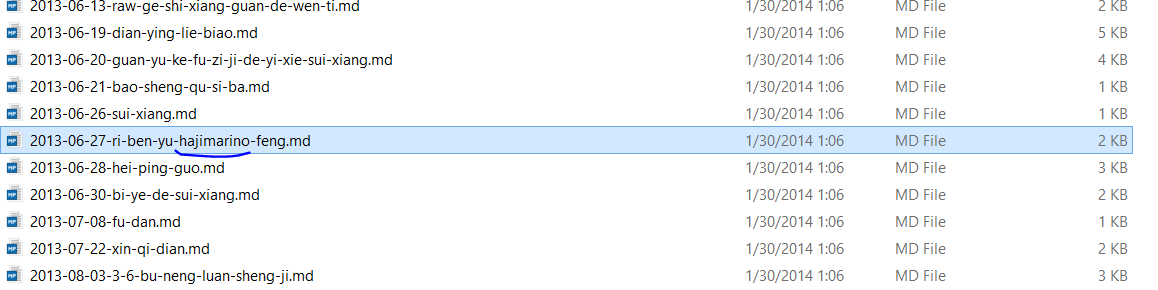 2013-06-13-raw-ge-shi-xiang-guan-de-wen-ti.md 1/30/2014 1:06 MD File 2 KB
2013-06-19-dian-ying-lie-biao.md 1/30/2014 1:06 MD File 5 KB
2013-06-20-guan-yu-ke-fu-zi-ji-de-yi-xie-sui-xiang.md 1/30/2014 1:06 MD File 4 KB
2013-06-21-bao-sheng-qu-si-ba.md 1/30/2014 1:06 MD File 1 KB
2013-06-26-sui-xiang.md 1/30/2014 1:06 MD File 1 KB
2013-06-27-ri-ben-yu-hajimarino-feng.md 1/30/2014 1:06 MD File 2 KB
2013-06-28-hei-ping-guo.md 1/30/2014 1:06 MD File 3 KB
2013-06-30-bi-ye-de-sui-xiang.md 1/30/2014 1:06 MD File 2 KB
2013-07-08-fu-dan.md 1/30/2014 1:06 MD File 1 KB
2013-07-22-xin-qi-dian.md 1/30/2014 1:06 MD File 2 KB
2013-08-03-3-6-bu-neng-luan-sheng-ji.md 1/30/2014 1:06 MD File 3 KB